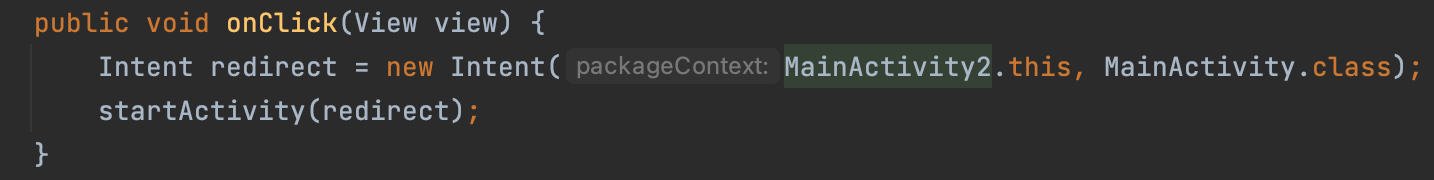 public void onClick(View view) {
Intent redirect = new Intent( packageContext: MainActivity2.this, MainActivity.class);
startActivity(redirect);
}